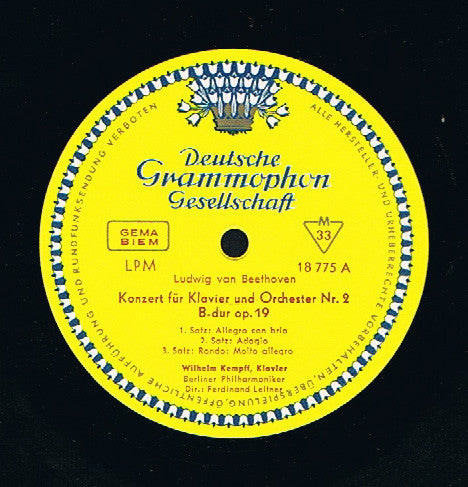 ALLE HERSTELLER- UND URHEBERRECHTE VORBEHALTEN, ÜBERSPIELUNG, ÖFFENTLICHE AUFFÜHRUNG UND RUNDFUNKSENDUNG VERBOTEN
Deutsche
Grammophon
Gesellschaft
GEMA
BIEM
M
33
LPM
18 775 A
Ludwig van Beethoven
Konzert für Klavier und Orchester Nr. 2
B-dur op. 19
1. Satz: Allegro con brio
2. Satz: Adagio
3. Satz: Rondo: Molto allegro
Wilhelm Kempff, Klavier
Berliner Philharmoniker
Dir.: Ferdinand Leitner